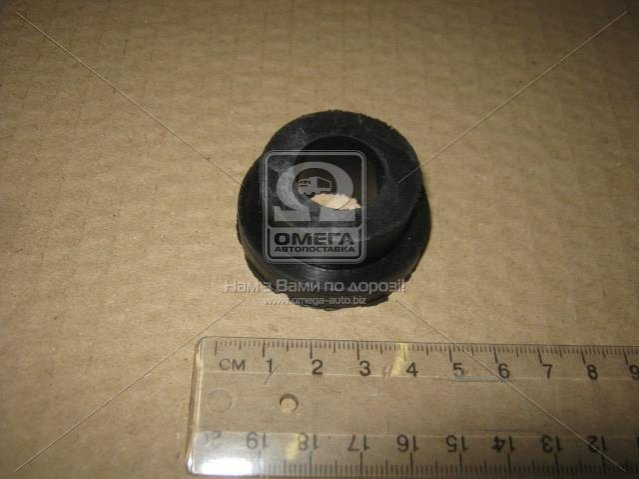 ОМЕГА
АВТОПОСТАВКА
Нам з Вами по дорозі!
www.omega-auto.biz
СМ 1 2 3 4 5 6 7 8 9
19 18 17 16 15 14 13 12